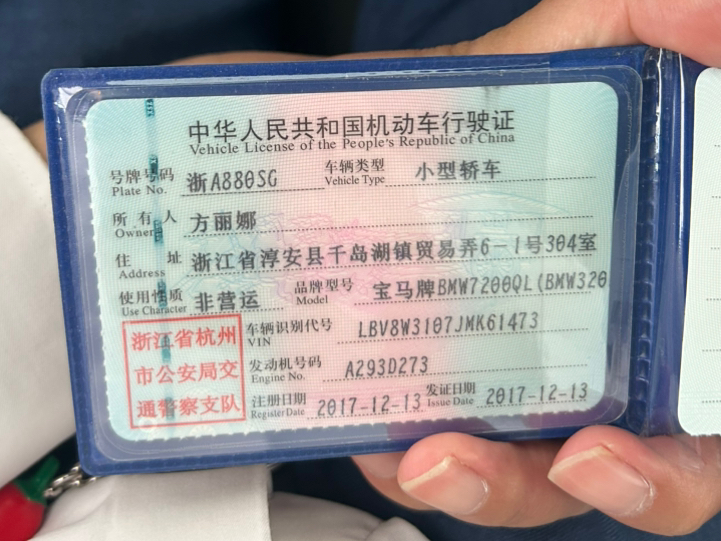 中华人民共和国机动车行驶证
Vehicle License of the People's Republic of China
号牌号码 浙A880SG 车辆类型 小型轿车
Plate No. Vehicle Type
所有人 方丽娜
Owner
住址 浙江省淳安县千岛湖镇贸易弄6-1号304室
Address
使用性质 非营运 品牌型号 宝马牌BMW7200QL(BMW320
Use Character Model
浙江省杭州
市公安局交
通警察支队
车辆识别代号 LBV8W3107JMK61473
VIN
发动机号码 A293D273
Engine No.
注册日期 2017-12-13 发证日期 2017-12-13
Register Date Issue Date